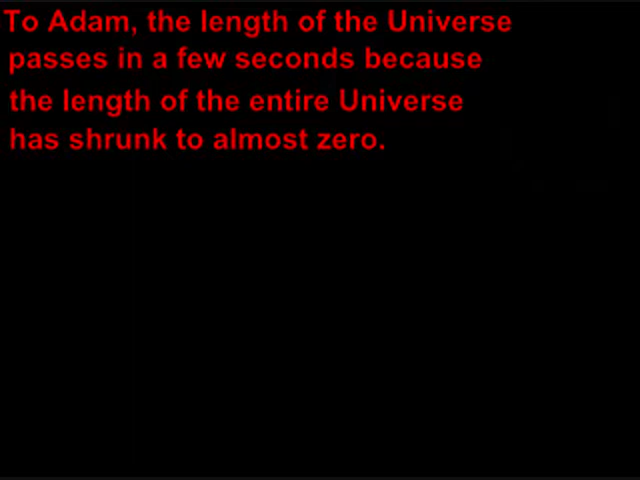 To Adam, the length of the Universe
passes in a few seconds because
the length of the entire Universe
has shrunk to almost zero.